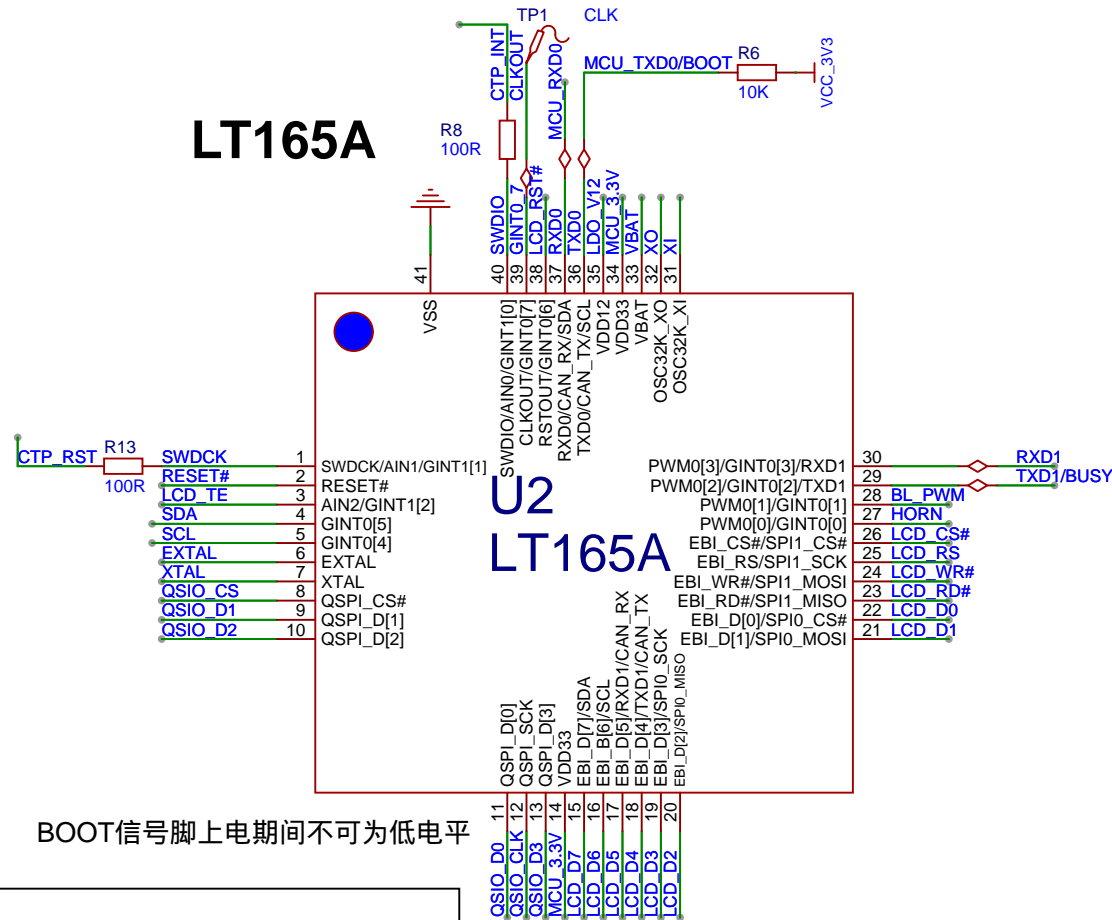 TP1
CLK
CTP_INT
CLKOUT
MCU_RXD0
MCU_TXD0/BOOT
R6
10K
VCC_3V3
LT165A
R8
100R
SWDIO
GINT0_7
LCD_RST#
RXD0
TXD0
LDO_V12
MCU_3.3V
VBAT
XO
XI
41
40
39
38
37
36
35
34
33
32
31
VSS
SWDIO/AIN0/GINT1[0]
CLKOUT/GINT0[7]
RSTOUT/GINT0[6]
RXD0/CAN_RX/SDA
TXD0/CAN_TX/SCL
VDD12
VDD33
VBAT
OSC32K_XO
OSC32K_XI
CTP_RST
R13
100R
SWDCK 1 SWDCK/AIN1/GINT1[1]
RESET# 2 RESET#
LCD_TE 3 AIN2/GINT1[2]
SDA 4 GINT0[5]
SCL 5 GINT0[4]
EXTAL 6 EXTAL
XTAL 7 XTAL
QSIO_CS 8 QSPI_CS#
QSIO_D1 9 QSPI_D[1]
QSIO_D2 10 QSPI_D[2]
U2
LT165A
PWM0[3]/GINT0[3]/RXD1 30 RXD1
PWM0[2]/GINT0[2]/TXD1 29 TXD1/BUSY
PWM0[1]/GINT0[1] 28 BL_PWM
PWM0[0]/GINT0[0] 27 HORN
EBI_CS#/SPI1_CS# 26 LCD_CS#
EBI_RS/SPI1_SCK 25 LCD_RS
EBI_WR#/SPI1_MOSI 24 LCD_WR#
EBI_RD#/SPI1_MISO 23 LCD_RD#
EBI_D[0]/SPI0_CS# 22 LCD_D0
EBI_D[1]/SPI0_MOSI 21 LCD_D1
QSPI_D[0]
QSPI_SCK
QSPI_D[3]
VDD33
EBI_D[7]/SDA
EBI_B[6]/SCL
EBI_D[5]/RXD1/CAN_RX
EBI_D[4]/TXD1/CAN_TX
EBI_D[3]/SPI0_SCK
EBI_D[2]/SPI0_MISO
11
12
13
14
15
16
17
18
19
20
QSIO_D0
QSIO_CLK
QSIO_D3
MCU_3.3V
LCD_D7
LCD_D6
LCD_D5
LCD_D4
LCD_D3
LCD_D2
BOOT信号脚上电期间不可为低电平